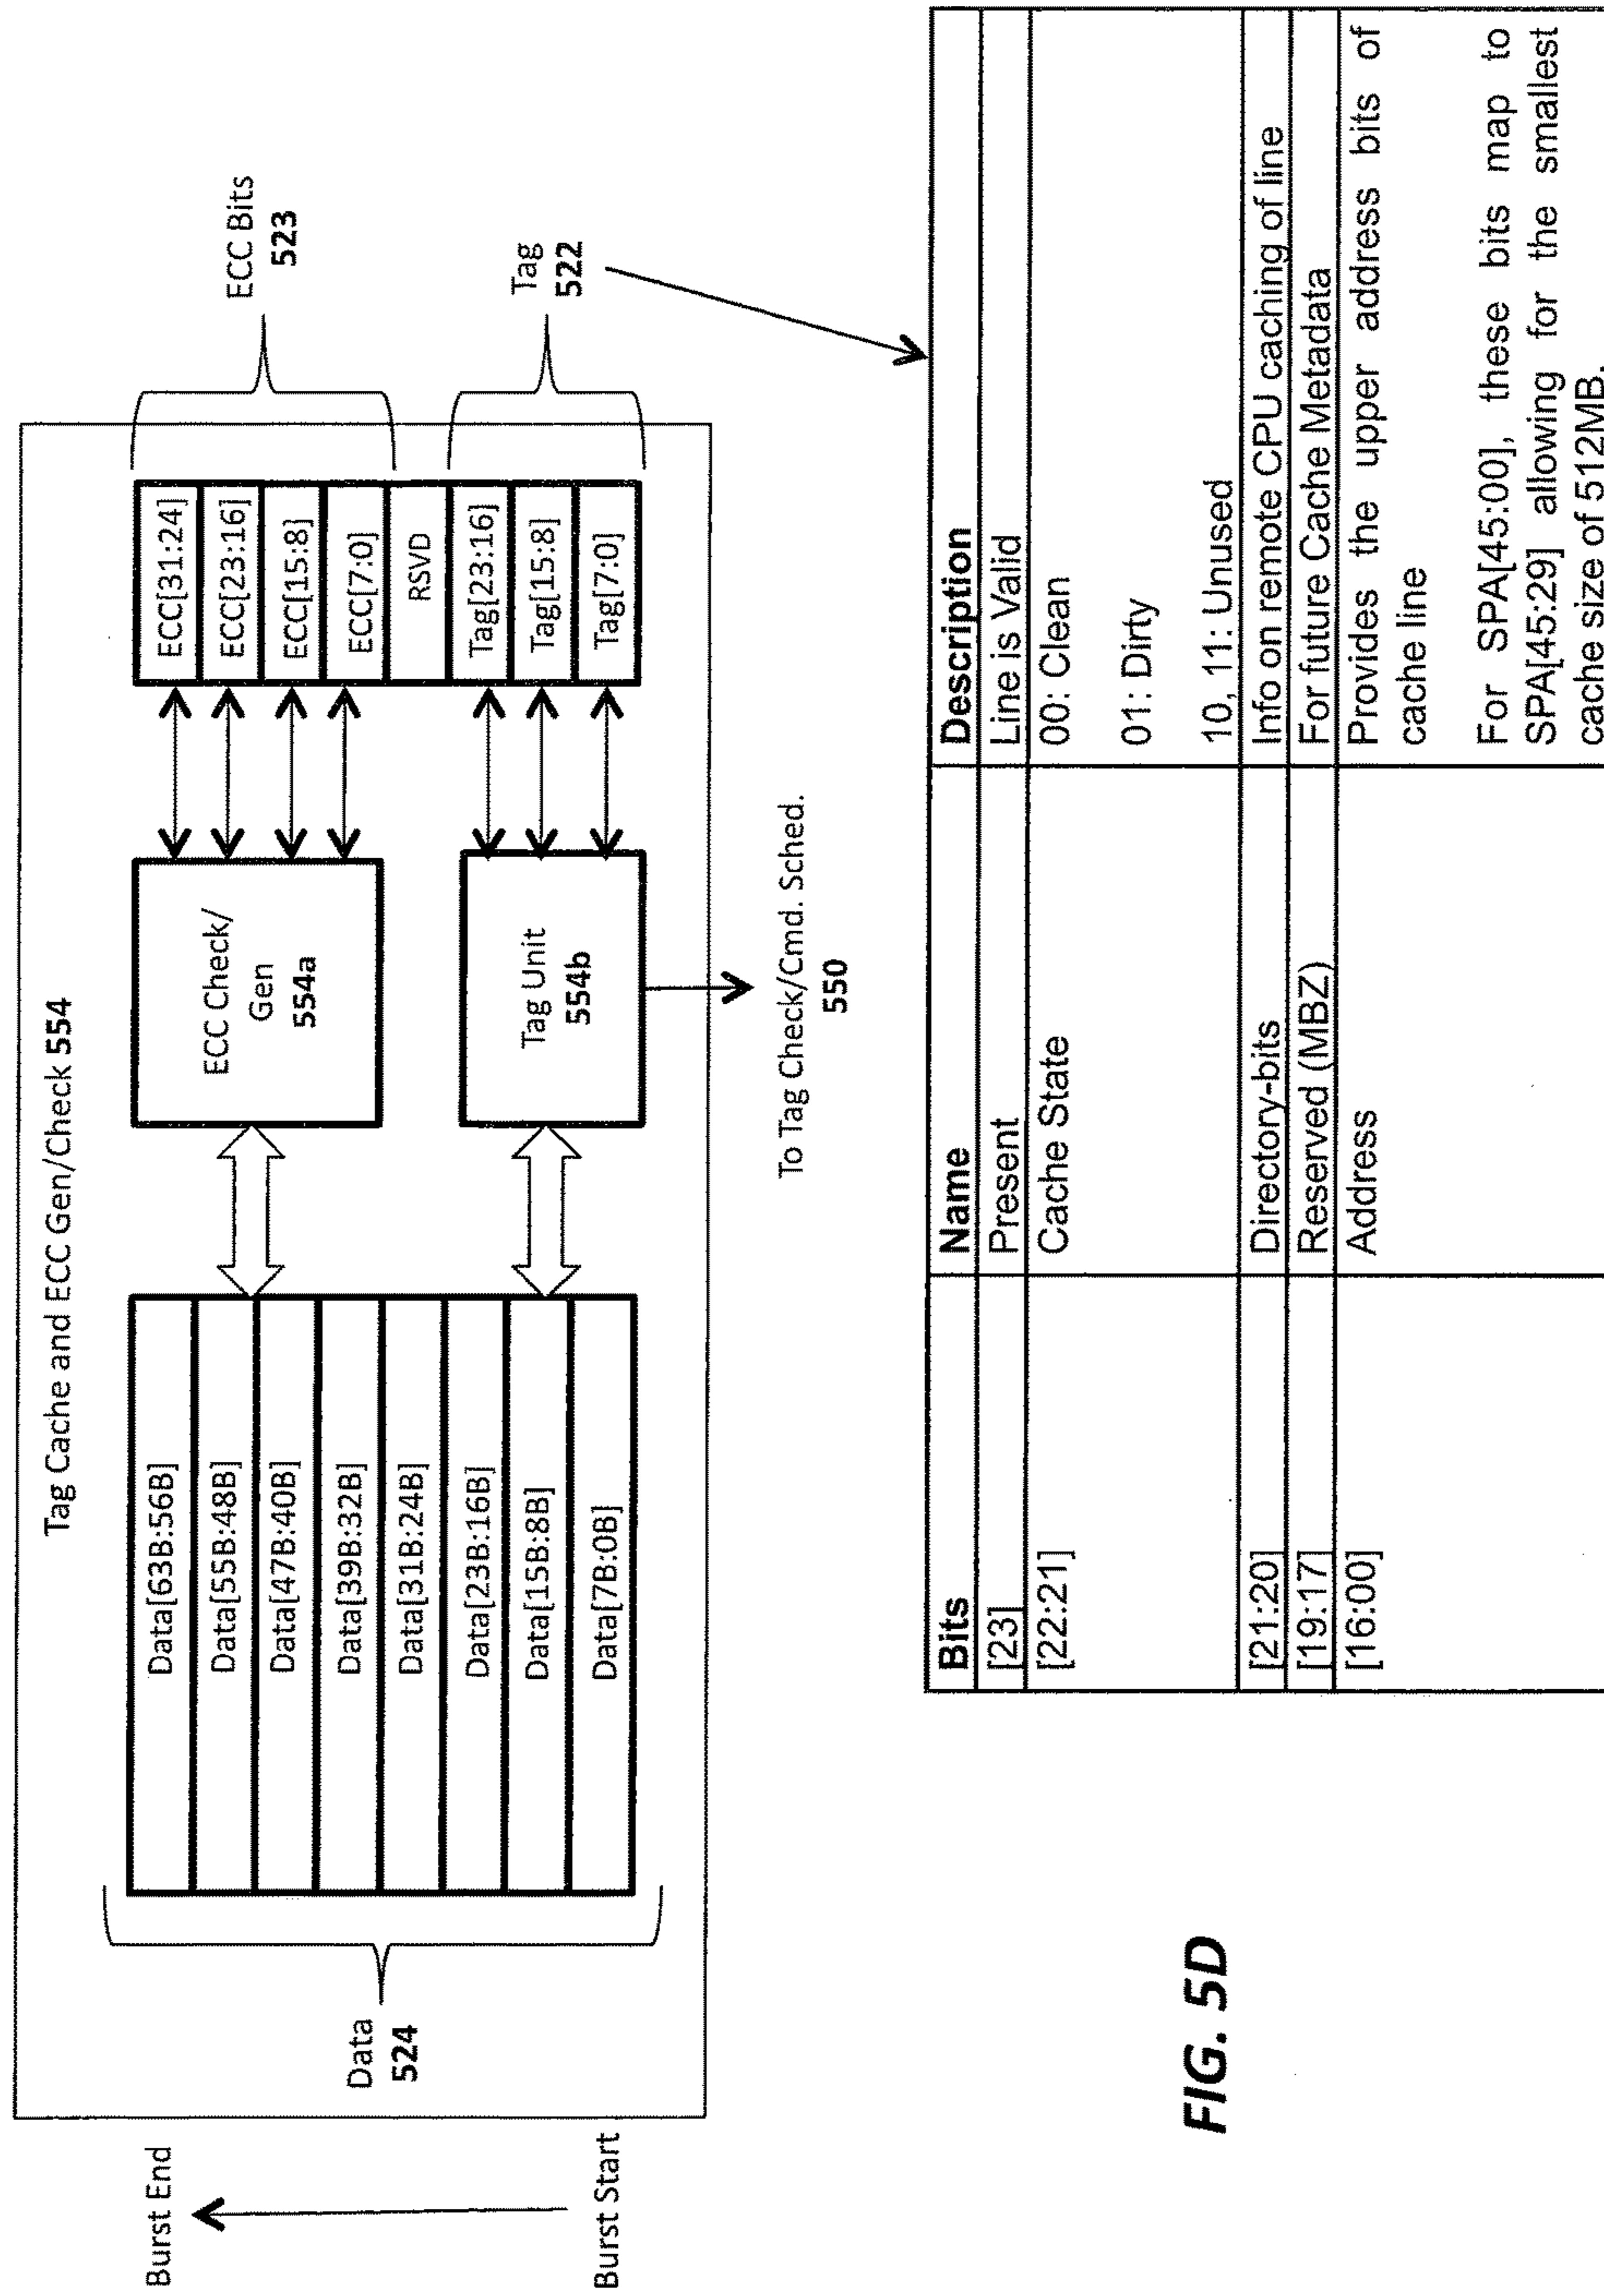 Tag Cache and ECC Gen/Check 554
Burst End
Burst Start
Data
524
Data[63B:56B]
Data[55B:48B]
Data[47B:40B]
Data[39B:32B]
Data[31B:24B]
Data[23B:16B]
Data[15B:8B]
Data[7B:0B]
ECC Check/
Gen
554a
Tag Unit
554b
ECC[31:24]
ECC[23:16]
ECC[15:8]
ECC[7:0]
RSVD
Tag[23:16]
Tag[15:8]
Tag[7:0]
ECC Bits
523
Tag
522
To Tag Check/Cmd. Sched.
550
Bits Name Description
[23] Present Line is Valid
[22:21] Cache State 00: Clean
01: Dirty
10, 11: Unused
[21:20] Directory-bits Info on remote CPU caching of line
[19:17] Reserved (MBZ) For future Cache Metadata
[16:00] Address Provides the upper address bits of
cache line
For SPA[45:00], these bits map to
SPA[45:29] allowing for the smallest
cache size of 512MB.
FIG. 5D